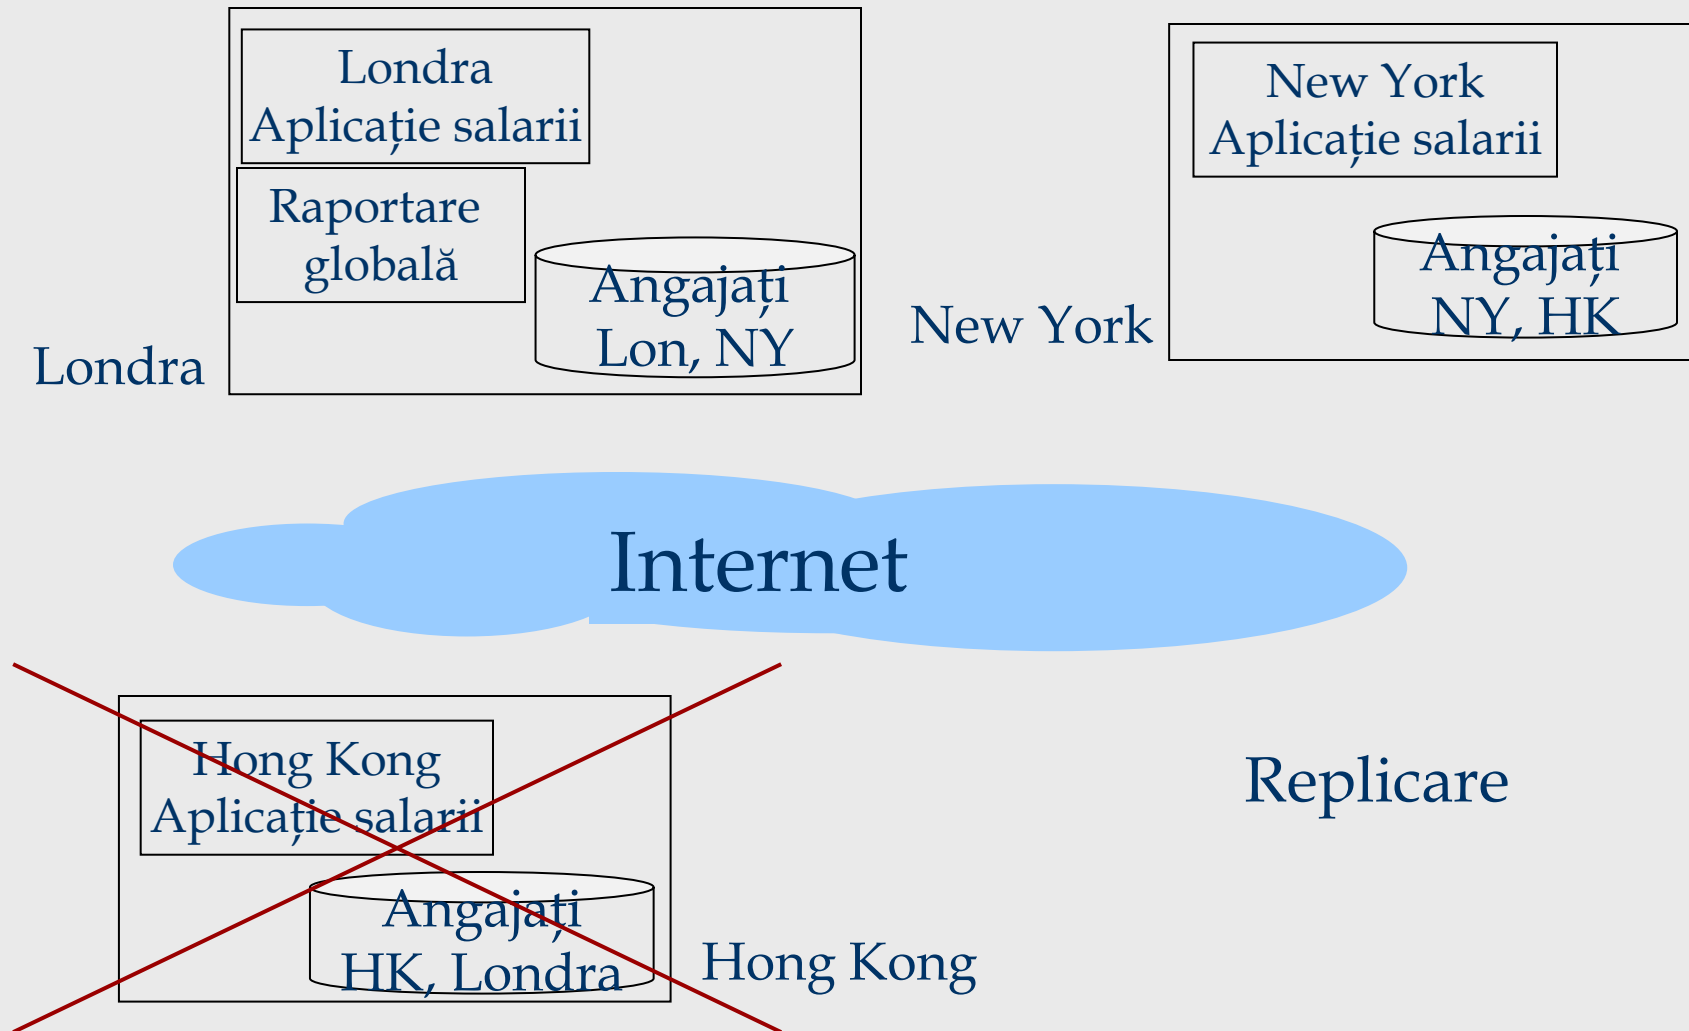 Londra
Aplicație salarii
Raportare
globală
Angajați
Lon, NY
Londra
New York
Aplicație salarii
Angajați
NY, HK
New York
Internet
Hong Kong
Aplicație salarii
Angajați
HK, Londra
Hong Kong
Replicare